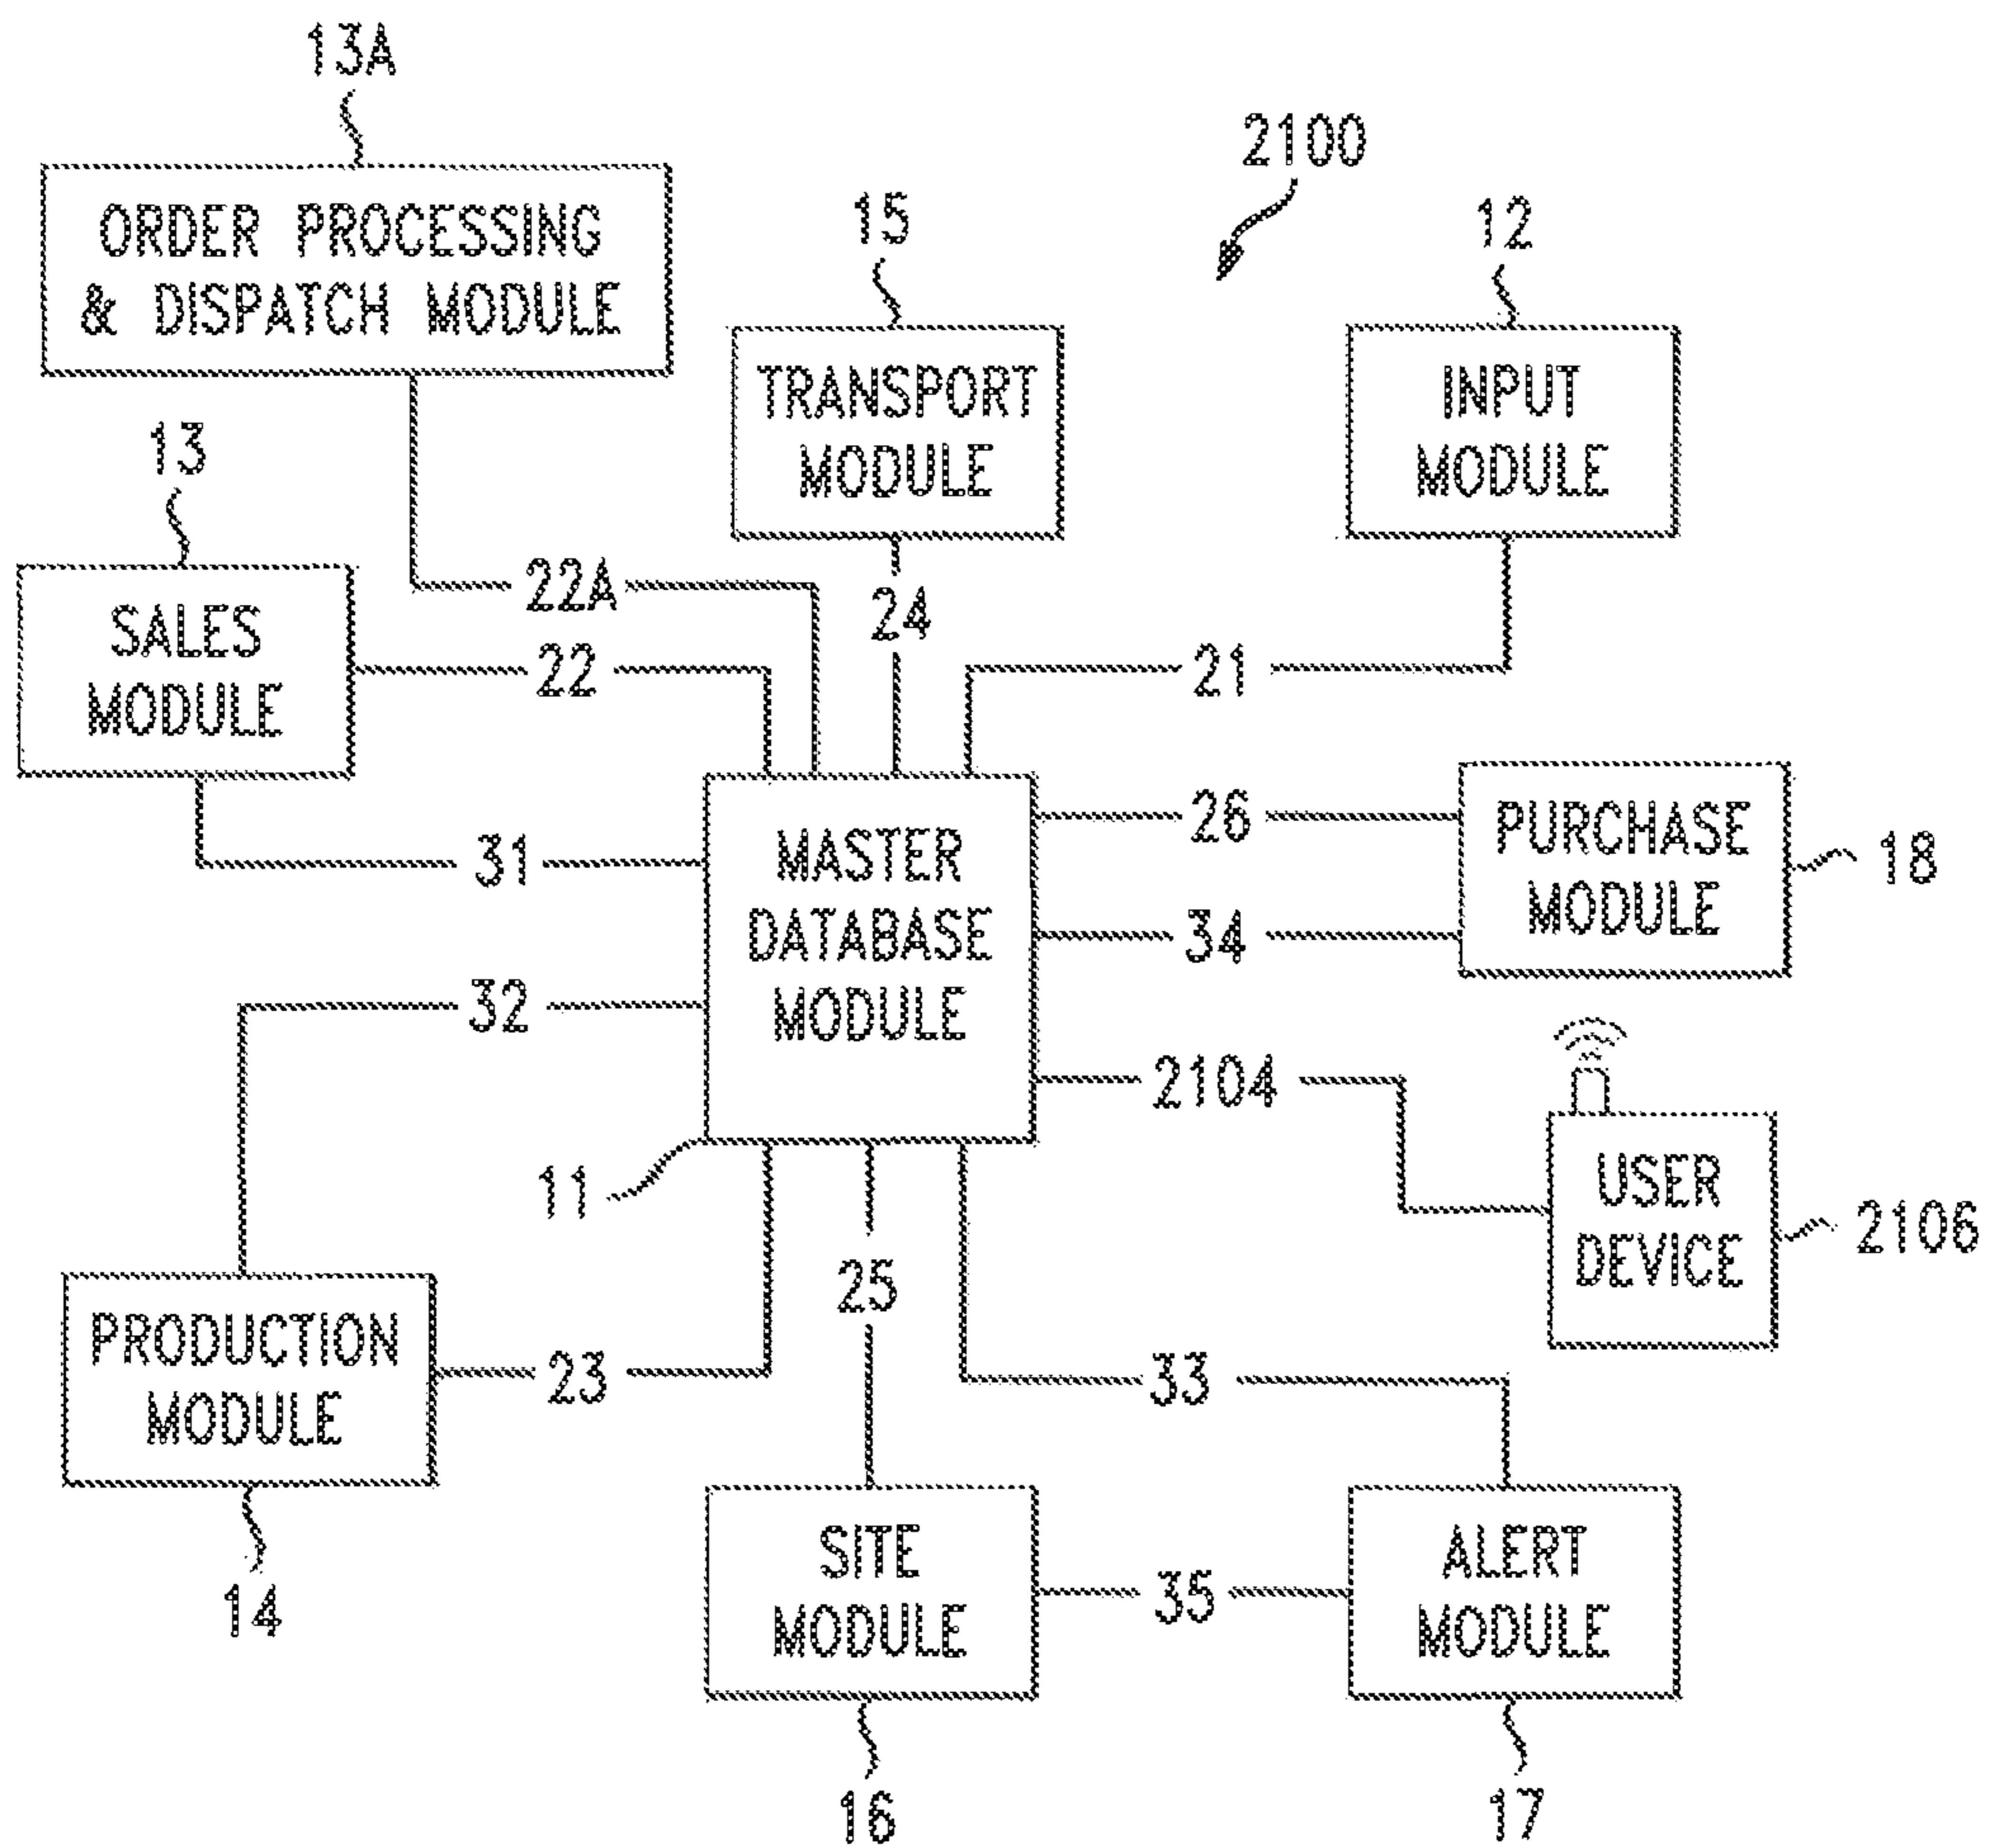 13A
2100
ORDER PROCESSING
& DISPATCH MODULE
15
12
TRANSPORT
MODULE
INPUT
MODULE
13
SALES
MODULE
22A
24
22
21
MASTER
DATABASE
MODULE
26
PURCHASE
MODULE
18
31
34
32
2104
11
USER
DEVICE
2106
25
PRODUCTION
MODULE
23
33
14
SITE
MODULE
35
ALERT
MODULE
16
17